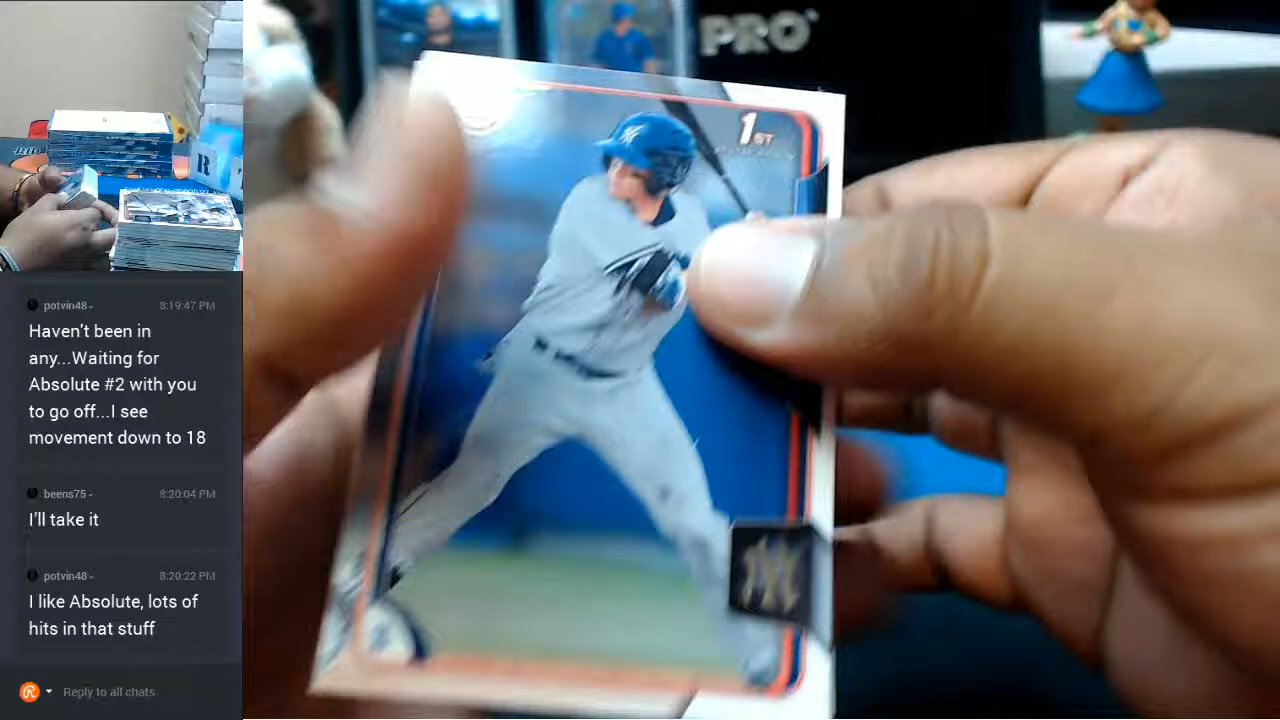 PRO
1ST
R
NY
potvin48- 8:19:47 PM
Haven't been in
any...Waiting for
Absolute #2 with you
to go off...I see
movement down to 18
beens75- 8:20:04 PM
I'll take it
potvin48- 8:20:22 PM
I like Absolute, lots of
hits in that stuff
Reply to all chats